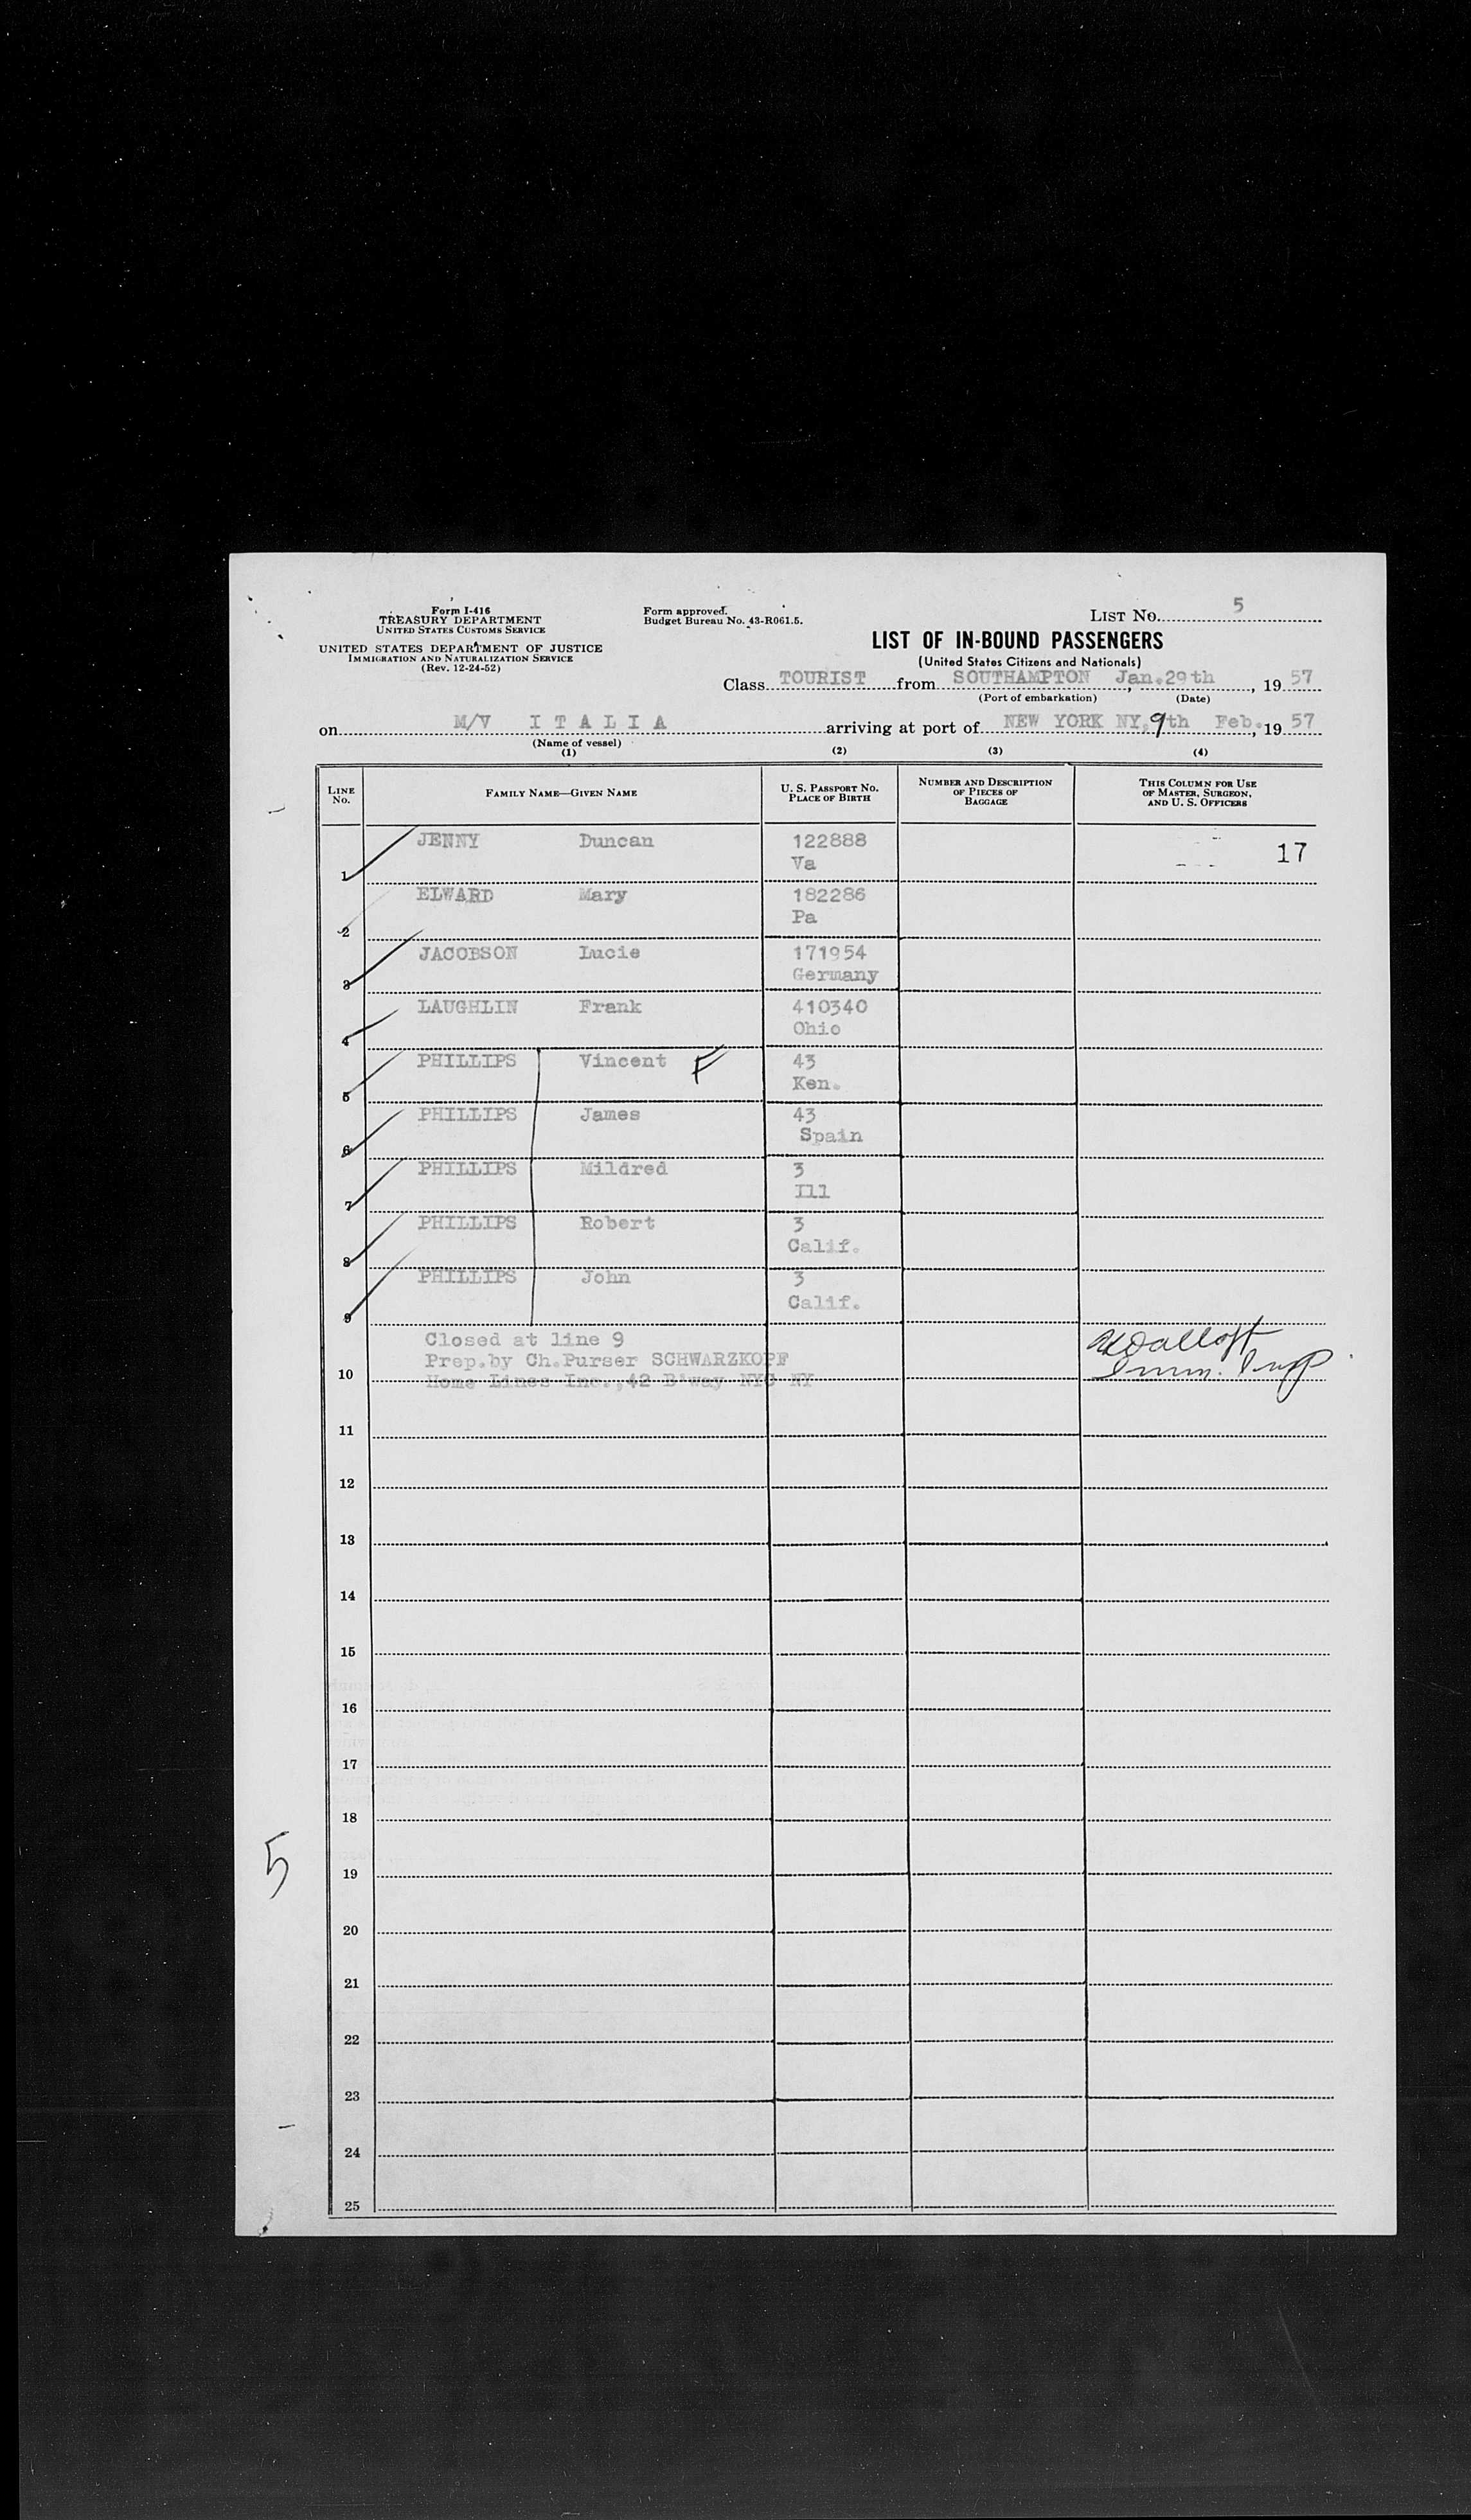 Form I-416
TREASURY DEPARTMENT
UNITED STATES CUSTOMS SERVICE
UNITED STATES DEPARTMENT OF JUSTICE
IMMIGRATION AND NATURALIZATION SERVICE
(Rev. 12-24-52)
Form approved.
Budget Bureau No. 43-R061.5.
LIST NO. 5
LIST OF IN-BOUND PASSENGERS
(United States Citizens and Nationals)
Class TOURIST from SOUTHAMPTON, Jan.29th, 19 57
(Port of embarkation) (Date)
on M/V I T A L I A arriving at port of NEW YORK NY, 9th Feb., 19 57
(Name of vessel)
(1) (2) (3) (4)
LINE NO. FAMILY NAME—GIVEN NAME U. S. PASSPORT NO. PLACE OF BIRTH NUMBER AND DESCRIPTION OF PIECES OF BAGGAGE THIS COLUMN FOR USE OF MASTER, SURGEON, AND U. S. OFFICERS
1 JENNY Duncan 122888 17
Va
2 ELWARD Mary 182286
Pa
3 JACOBSON Lucie 171954
Germany
4 LAUGHLIN Frank 410340
Ohio
5 PHILLIPS Vincent F 43
Ken.
6 PHILLIPS James 43
Spain
7 PHILLIPS Mildred 3
Ill
8 PHILLIPS Robert 3
Calif.
9 PHILLIPS John 3
Calif.
Closed at line 9
Prep.by Ch.Purser SCHWARZKOPF
10 Home Lines Inc.,42 B'way NYC NY Imm. Insp.
11
12
13
14
15
16
17
18
5
19
20
21
22
23
24
25